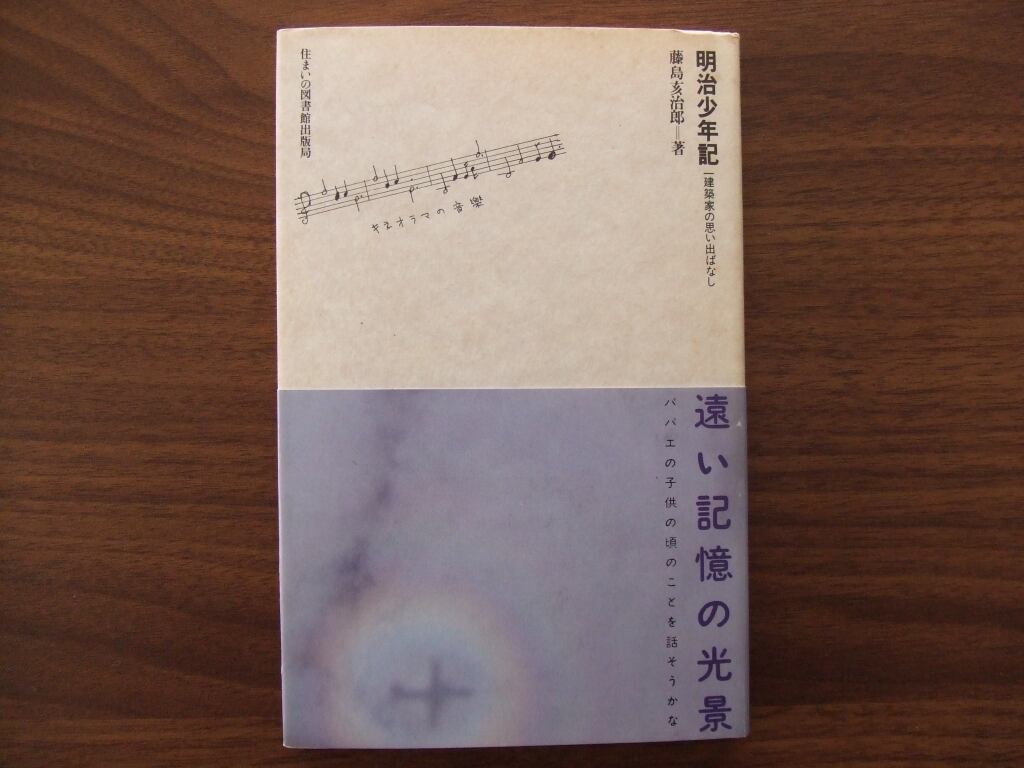 明治少年記
一建築家の思い出ばなし
藤島亥治郎＝著
住まいの図書館出版局
キネオラマの音樂
遠い記憶の光景
パパエの子供の頃のことを話そうかな